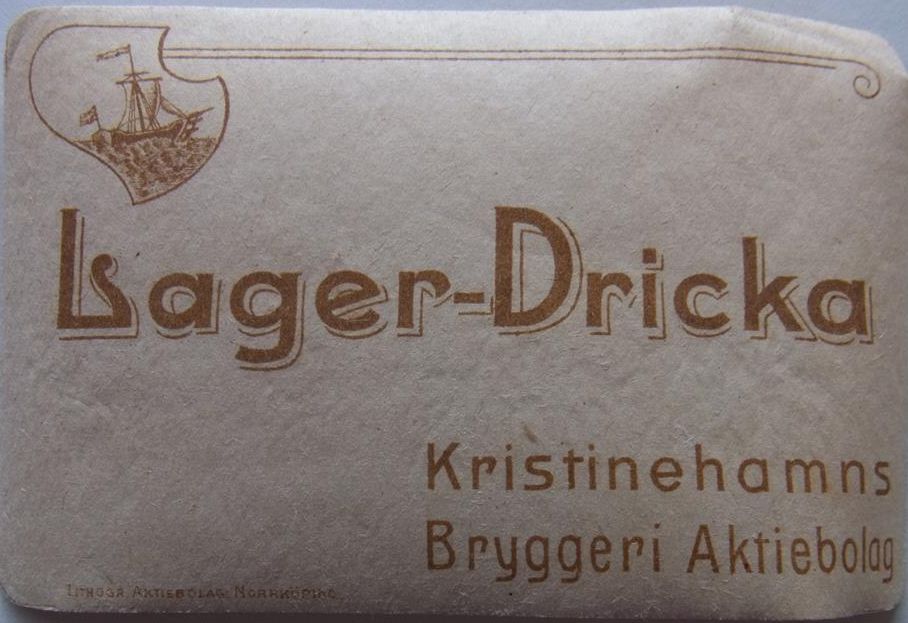 Lager-Dricka
Kristinehamns
Bryggeri Aktiebolag
Lithogr. Aktiebolag Norrköping.